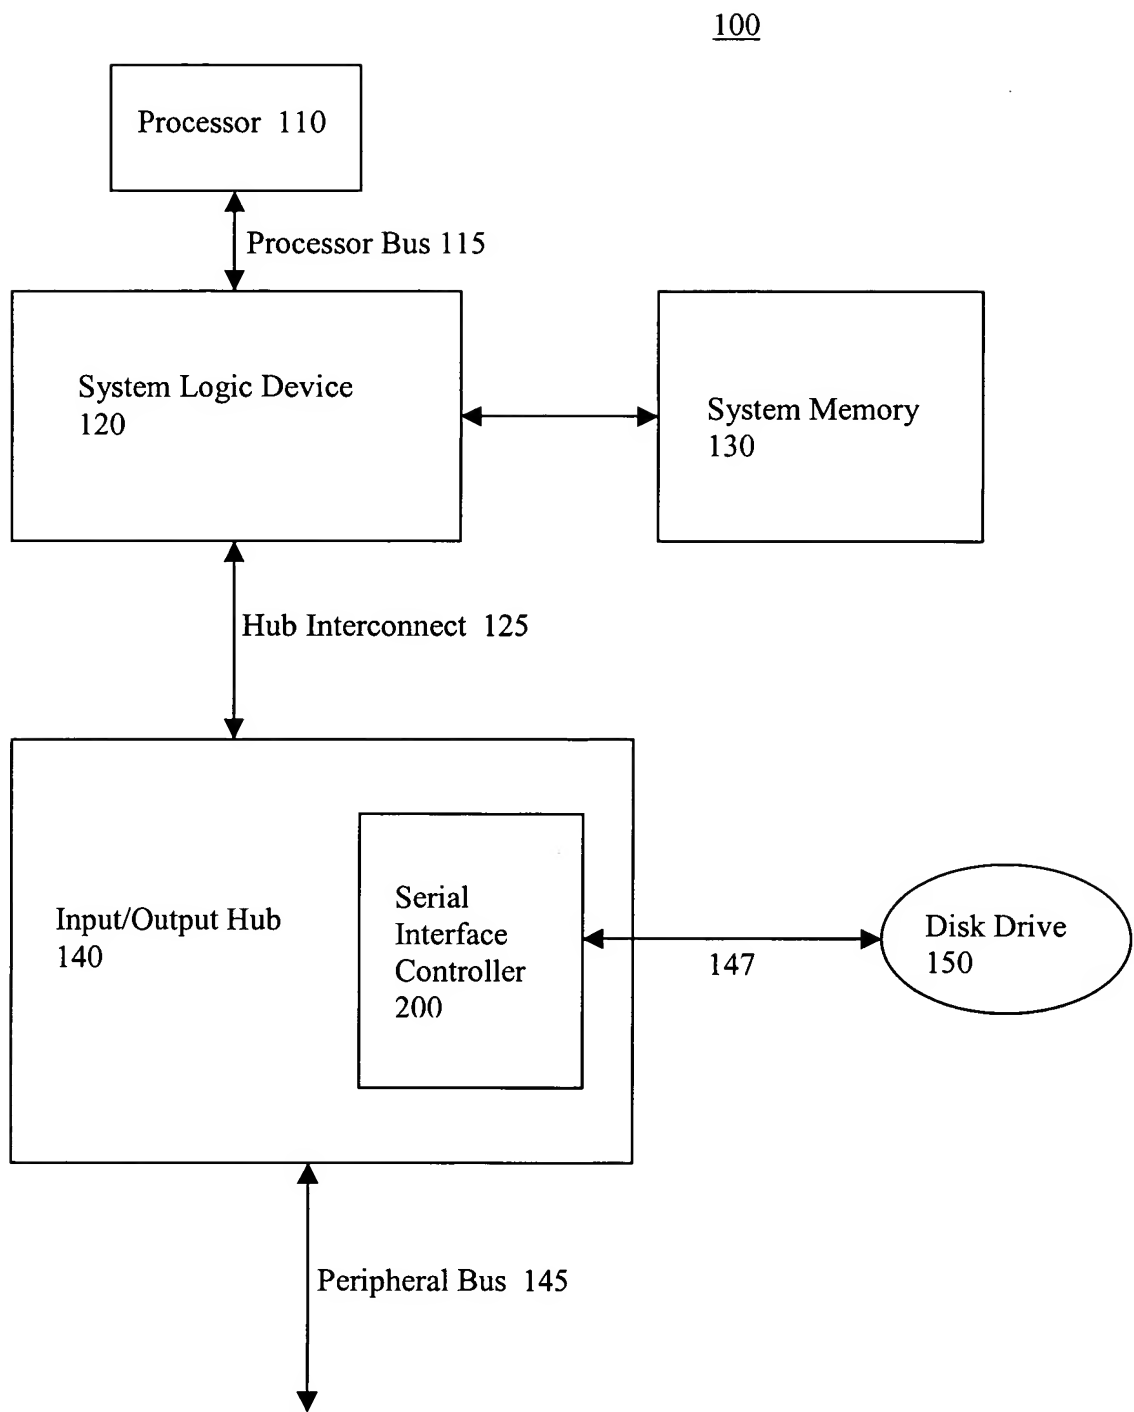 100
Processor 110
Processor Bus 115
System Logic Device
120
System Memory
130
Hub Interconnect 125
Input/Output Hub
140
Serial
Interface
Controller
200
147
Disk Drive
150
Peripheral Bus 145